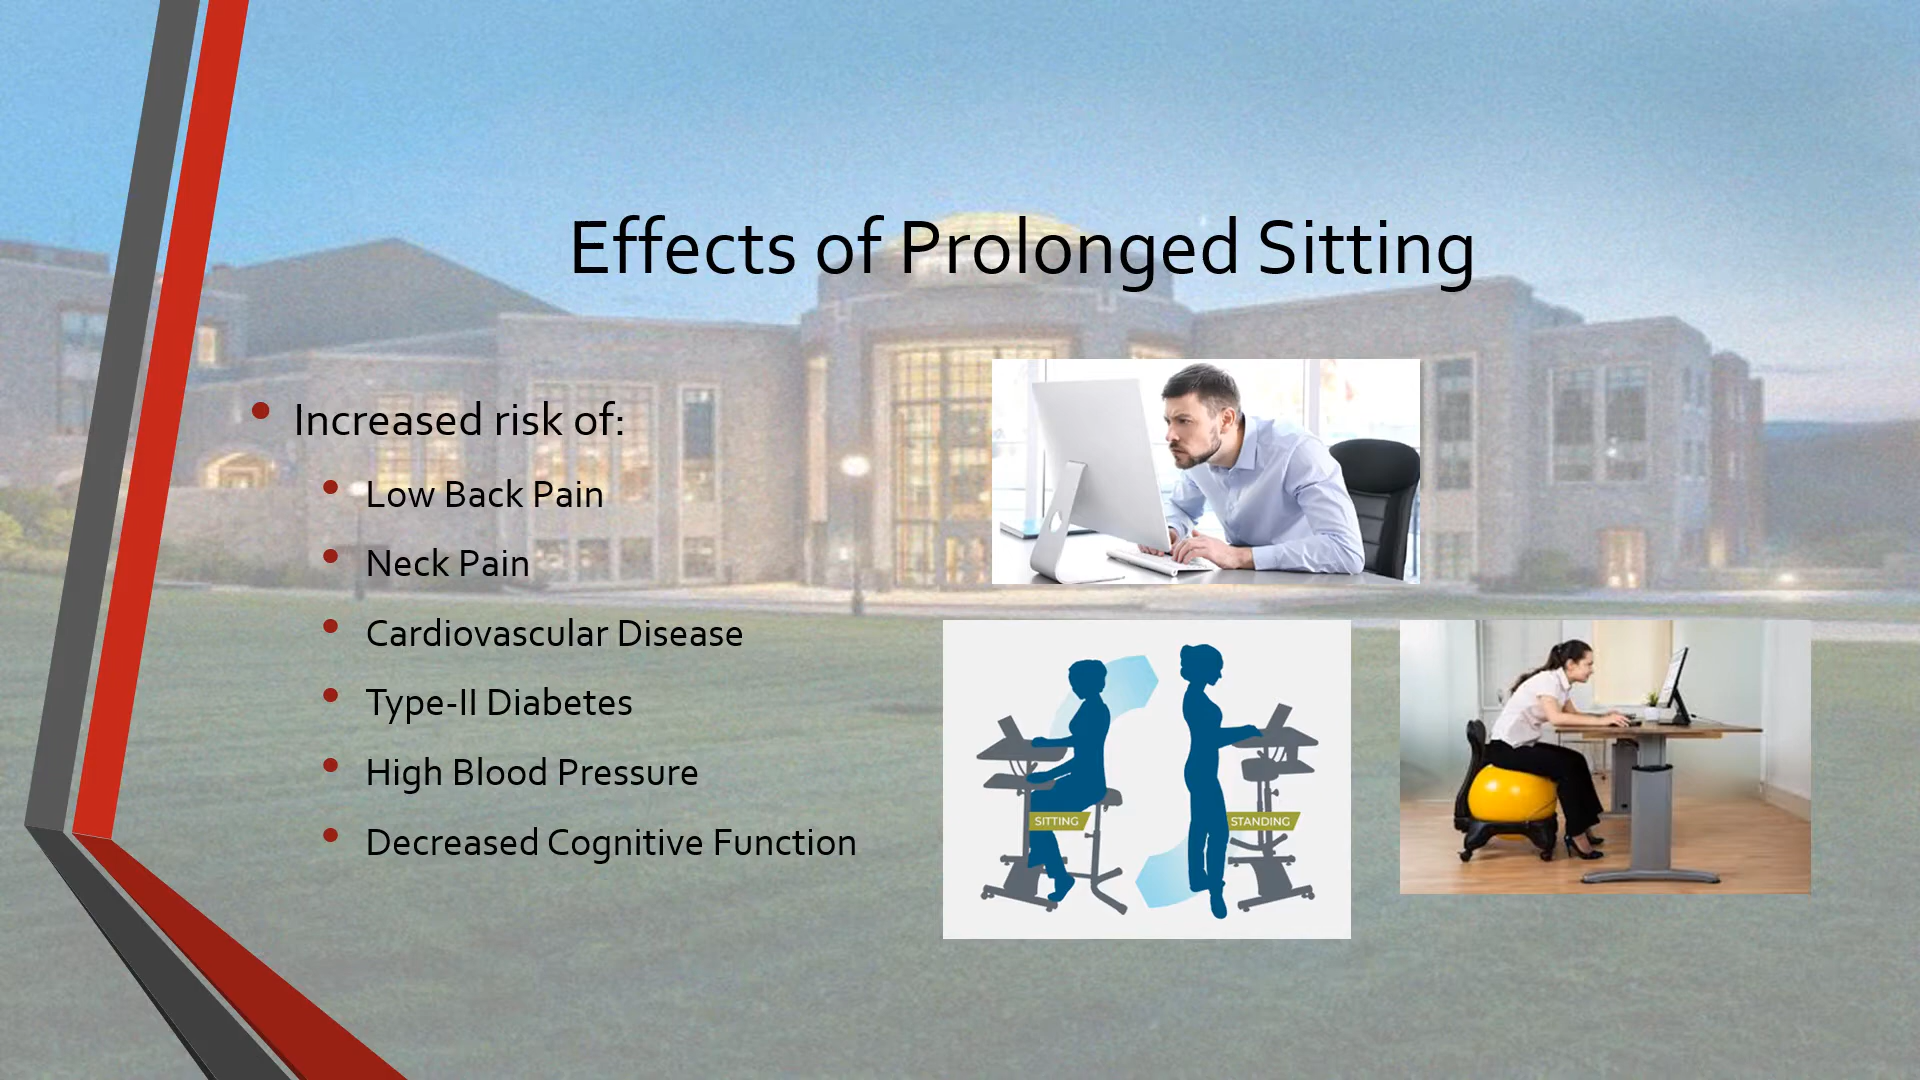 Effects of Prolonged Sitting
Increased risk of:
Low Back Pain
Neck Pain
Cardiovascular Disease
Type-II Diabetes
High Blood Pressure
Decreased Cognitive Function
SITTING
STANDING